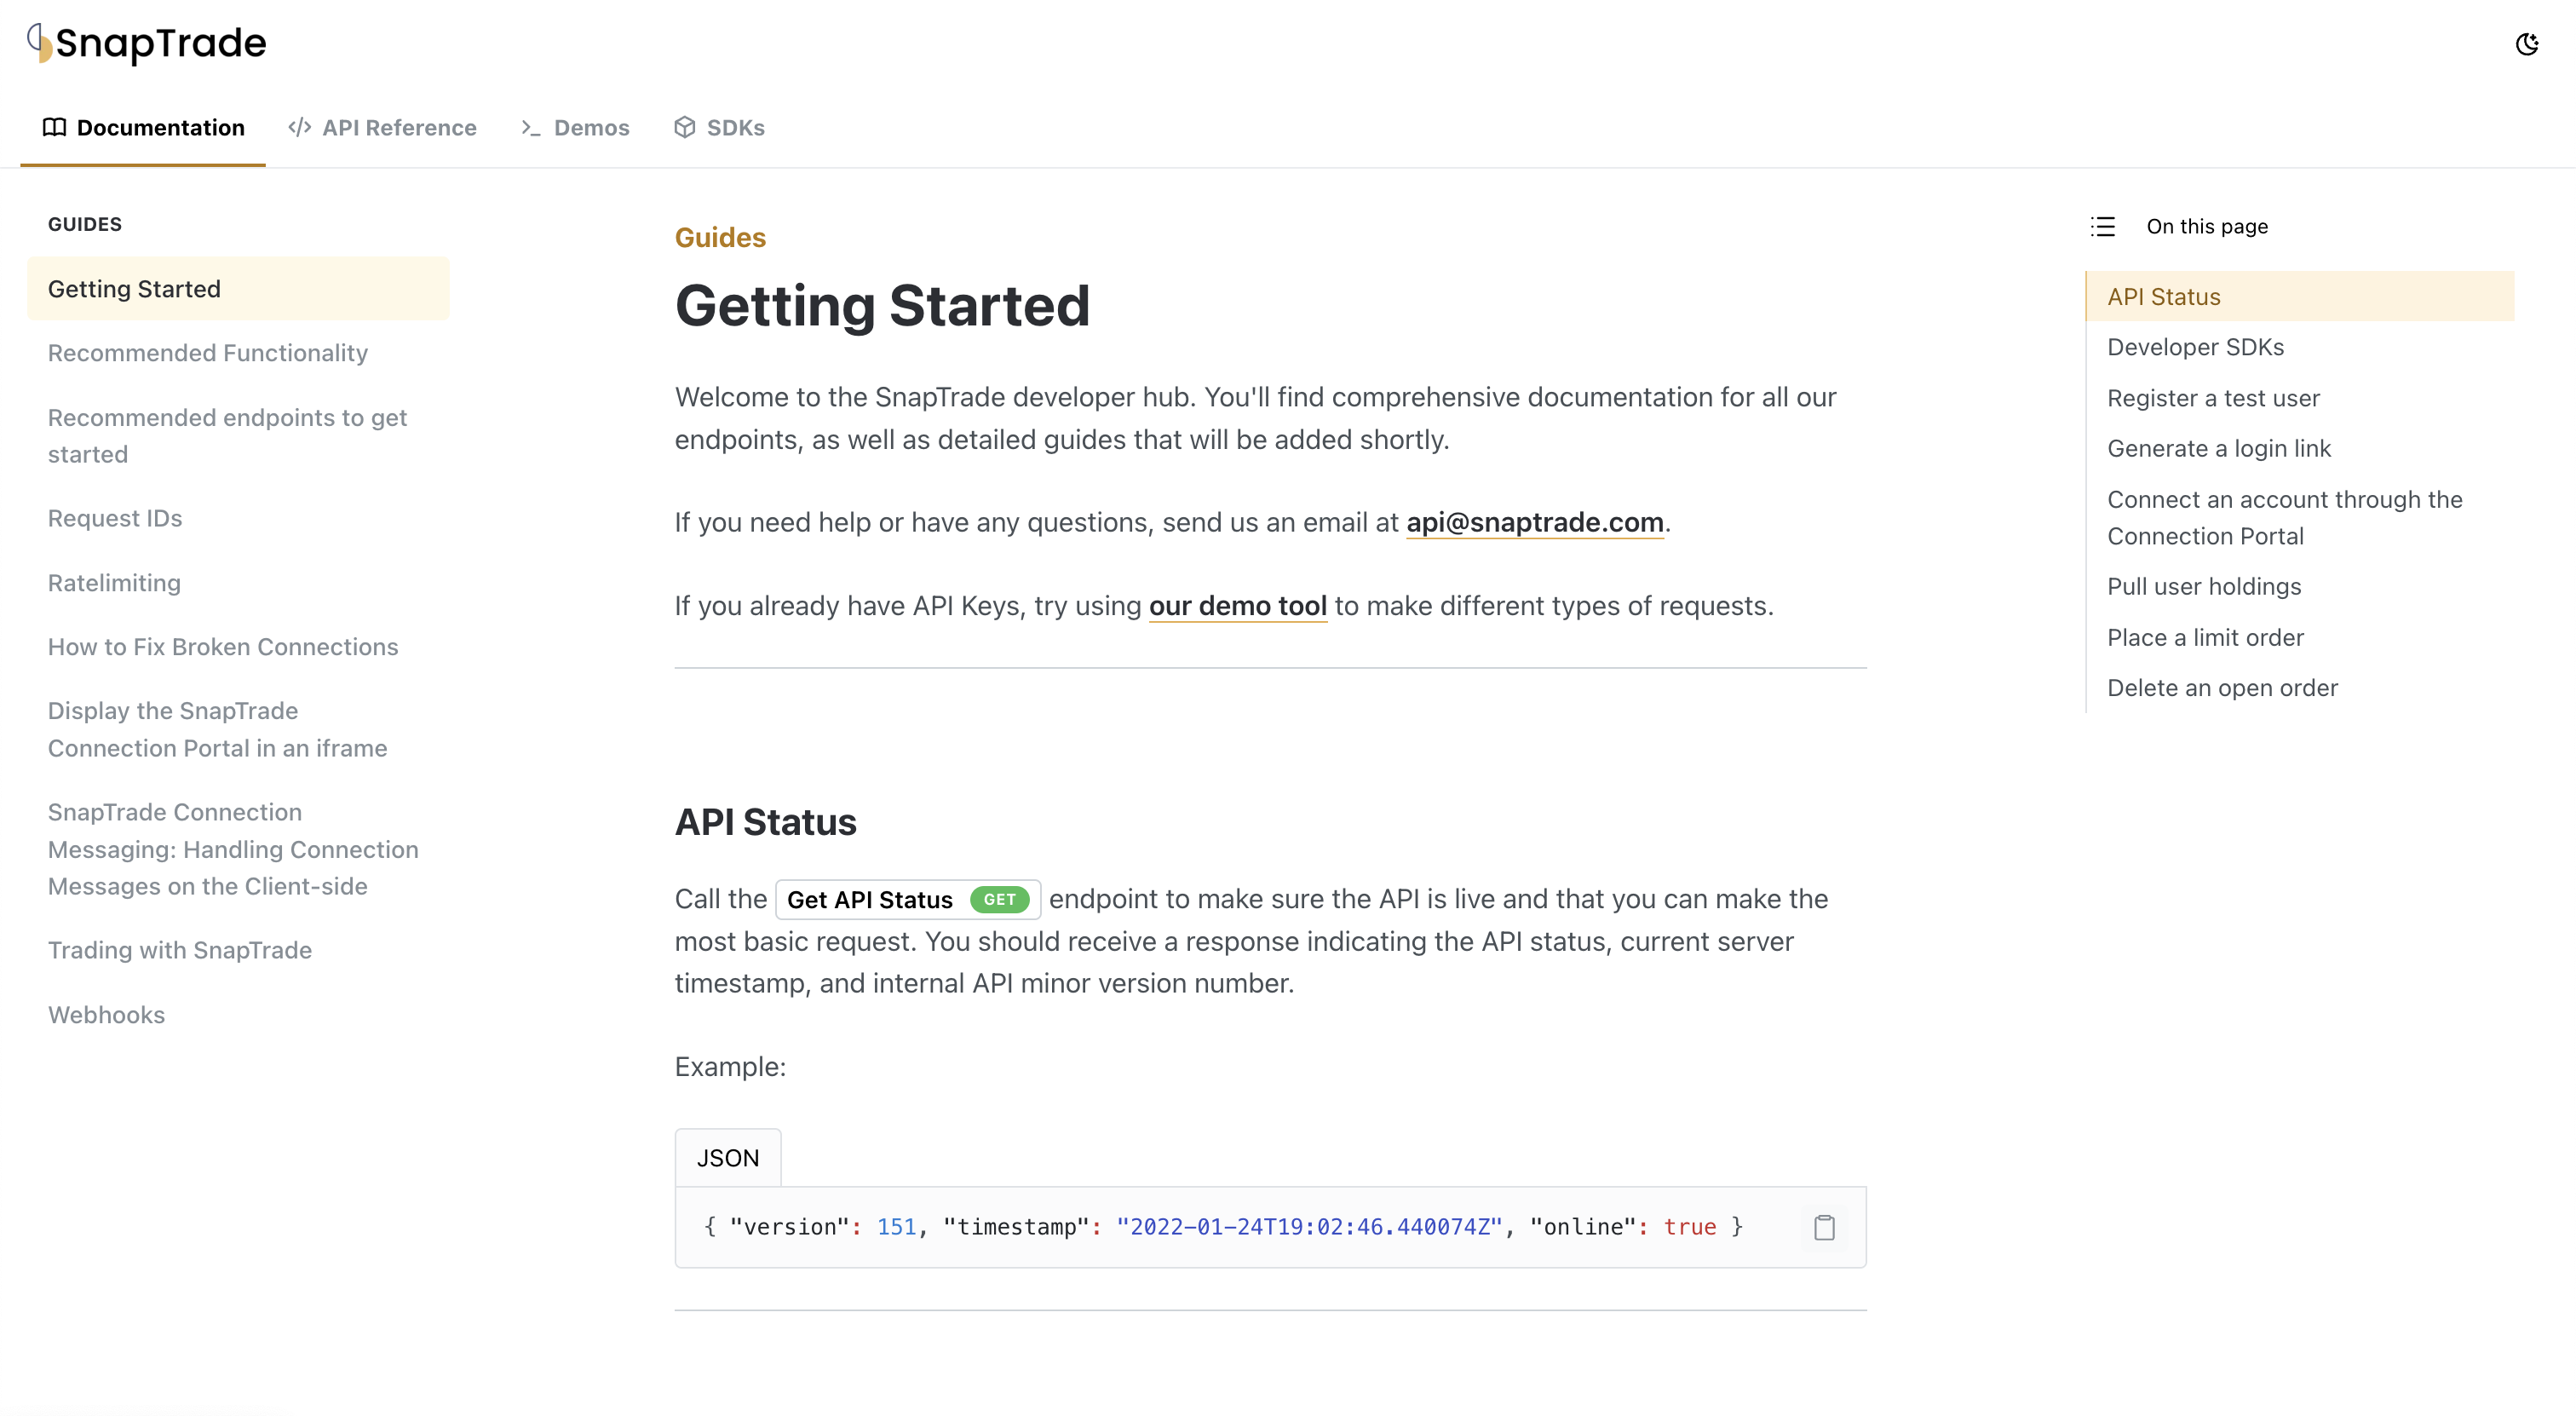 SnapTrade
Documentation
API Reference
Demos
SDKs
GUIDES
Getting Started
Recommended Functionality
Recommended endpoints to get
started
Request IDs
Ratelimiting
How to Fix Broken Connections
Display the SnapTrade
Connection Portal in an iframe
SnapTrade Connection
Messaging: Handling Connection
Messages on the Client-side
Trading with SnapTrade
Webhooks
Guides
Getting Started
Welcome to the SnapTrade developer hub. You'll find comprehensive documentation for all our
endpoints, as well as detailed guides that will be added shortly.
If you need help or have any questions, send us an email at api@snaptrade.com.
If you already have API Keys, try using our demo tool to make different types of requests.
API Status
Call the Get API Status GET endpoint to make sure the API is live and that you can make the
most basic request. You should receive a response indicating the API status, current server
timestamp, and internal API minor version number.
Example:
JSON
{ "version": 151, "timestamp": "2022-01-24T19:02:46.440074Z", "online": true }
On this page
API Status
Developer SDKs
Register a test user
Generate a login link
Connect an account through the
Connection Portal
Pull user holdings
Place a limit order
Delete an open order